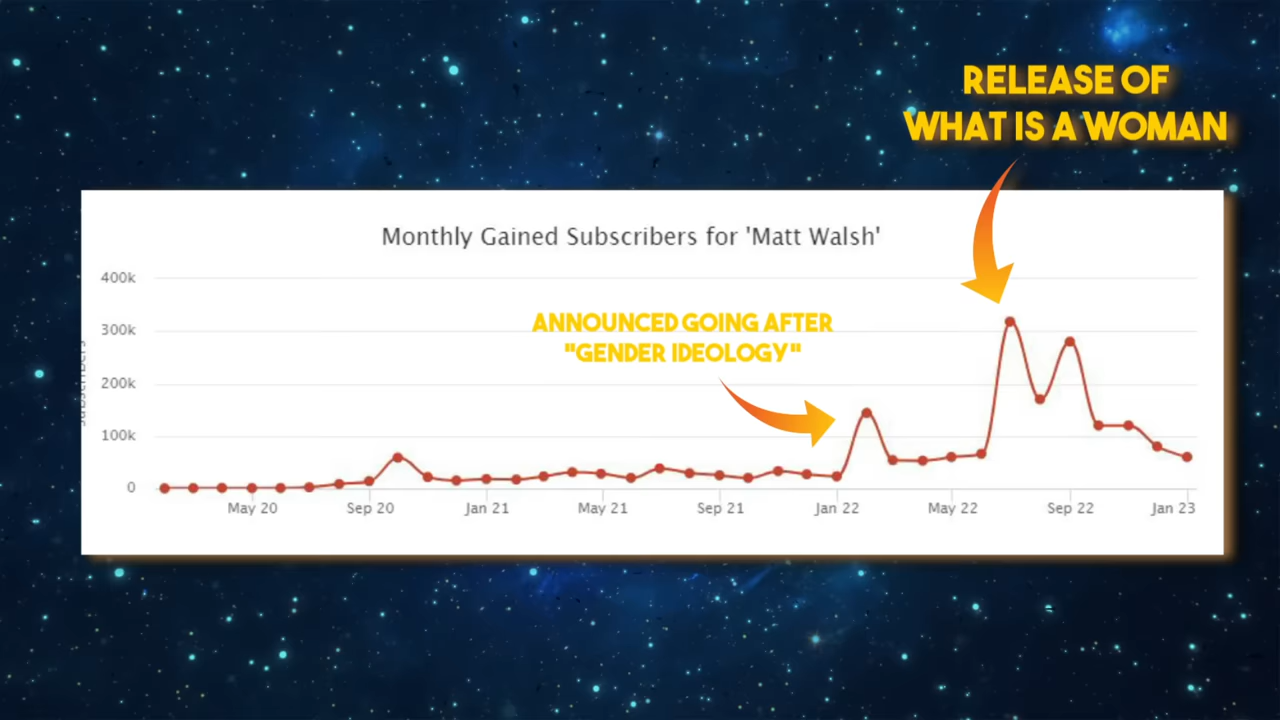 RELEASE OF
WHAT IS A WOMAN
Monthly Gained Subscribers for 'Matt Walsh'
400k
300k
200k
100k
0
ANNOUNCED GOING AFTER
"GENDER IDEOLOGY"
May 20
Sep 20
Jan 21
May 21
Sep 21
Jan 22
May 22
Sep 22
Jan 23